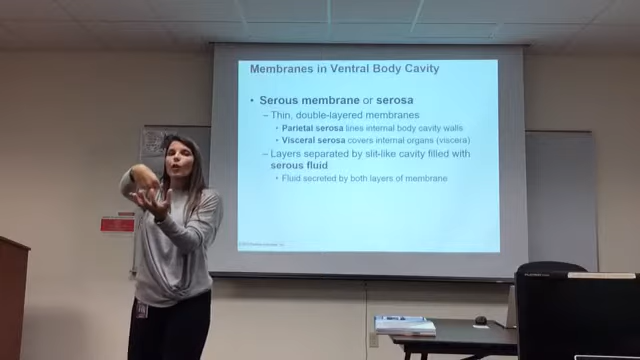 Membranes in Ventral Body Cavity
• Serous membrane or serosa
– Thin, double-layered membranes
• Parietal serosa lines internal body cavity walls
• Visceral serosa covers internal organs (viscera)
– Layers separated by slit-like cavity filled with
serous fluid
• Fluid secreted by both layers of membrane